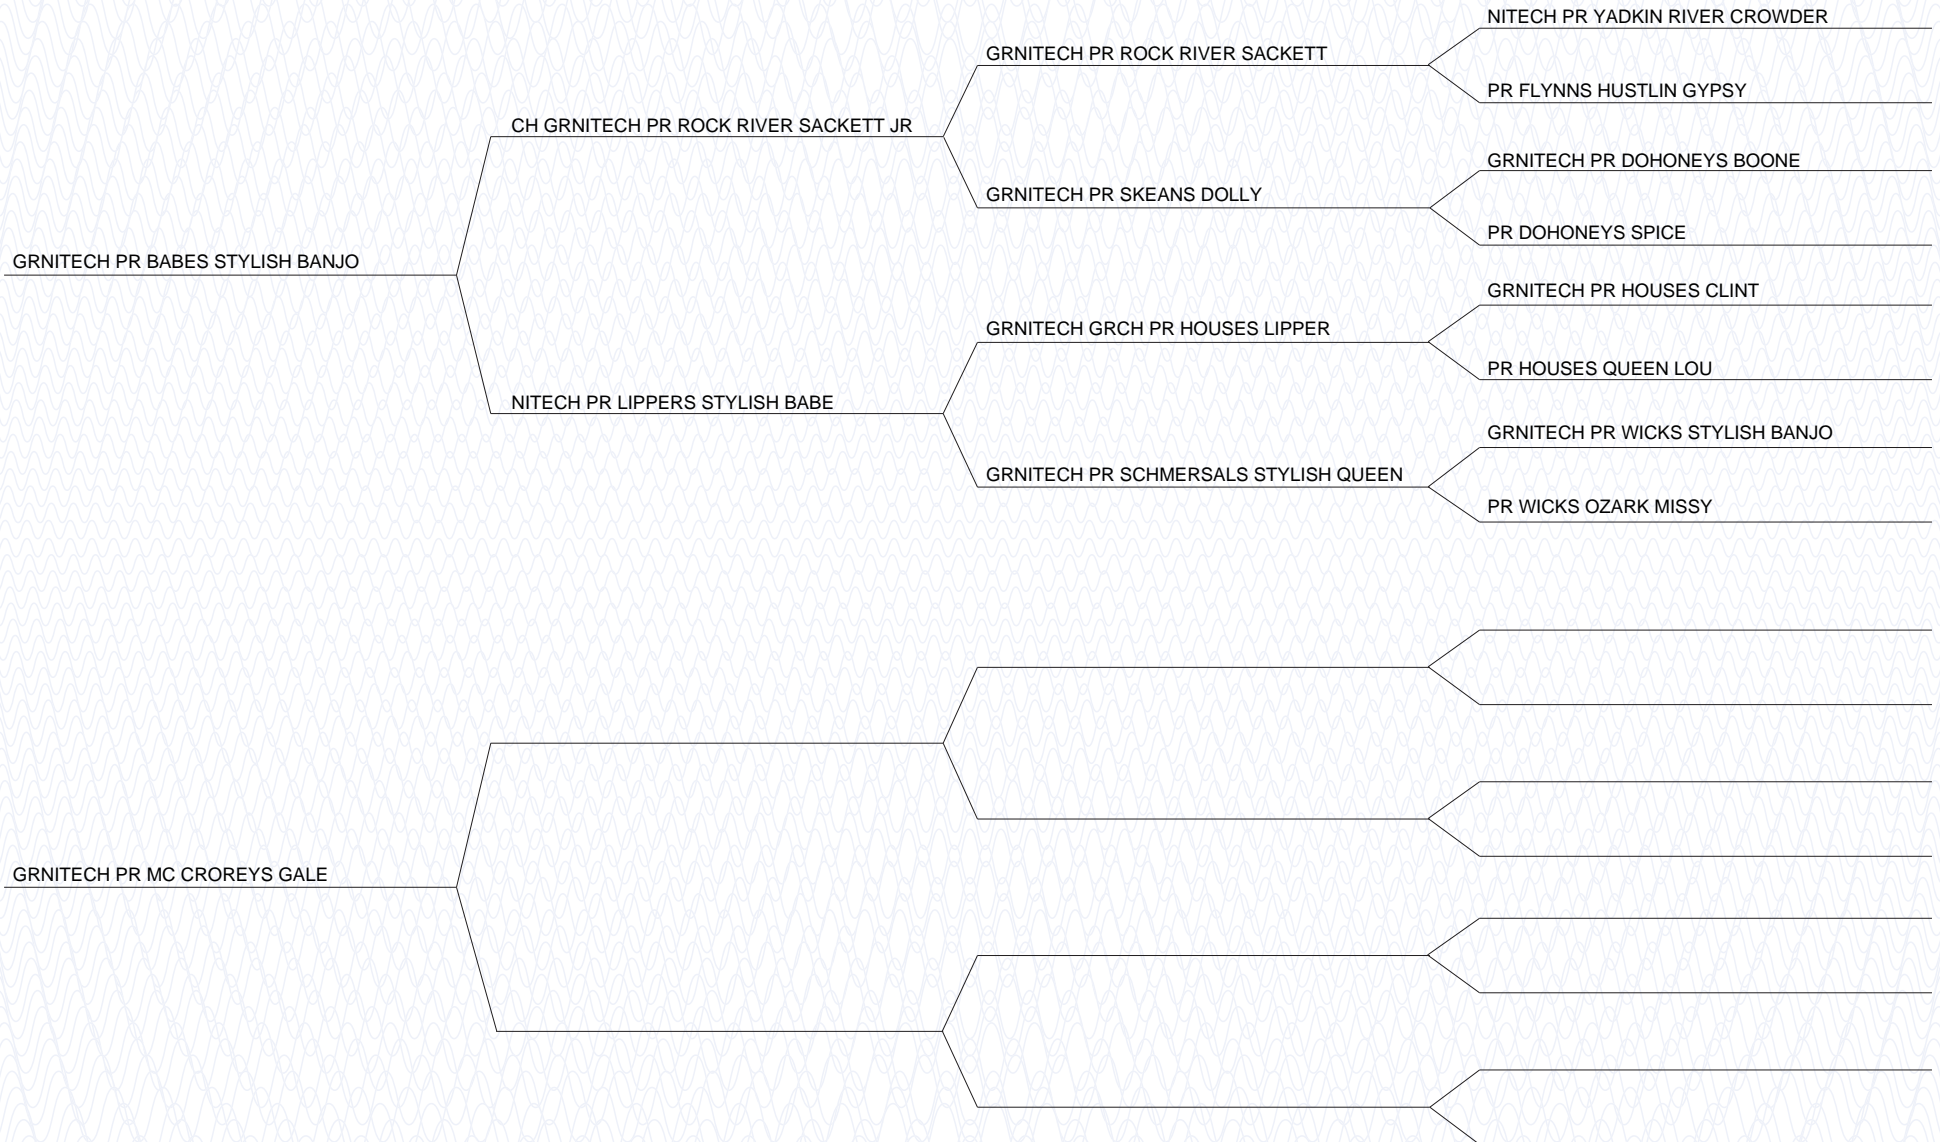 NITECH PR YADKIN RIVER CROWDER
GRNITECH PR ROCK RIVER SACKETT
PR FLYNNS HUSTLIN GYPSY
CH GRNITECH PR ROCK RIVER SACKETT JR
GRNITECH PR DOHONEYS BOONE
GRNITECH PR SKEANS DOLLY
PR DOHONEYS SPICE
GRNITECH PR BABES STYLISH BANJO
GRNITECH PR HOUSES CLINT
GRNITECH GRCH PR HOUSES LIPPER
PR HOUSES QUEEN LOU
NITECH PR LIPPERS STYLISH BABE
GRNITECH PR WICKS STYLISH BANJO
GRNITECH PR SCHMERSALS STYLISH QUEEN
PR WICKS OZARK MISSY
GRNITECH PR MC CROREYS GALE